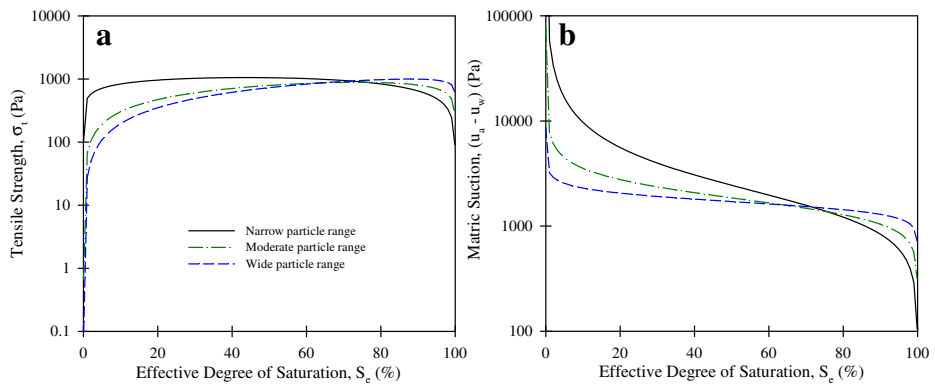 a
10000
1000
100
10
1
0.1
Tensile Strength, σt (Pa)
Narrow particle range
Moderate particle range
Wide particle range
0 20 40 60 80 100
Effective Degree of Saturation, Se (%)
b
100000
10000
1000
100
Matric Suction, (ua - uw) (Pa)
0 20 40 60 80 100
Effective Degree of Saturation, Se (%)